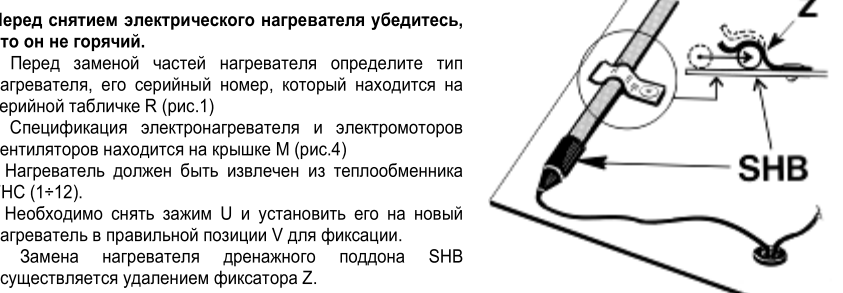 еред снятием электрического нагревателя убедитесь,
то он не горячий.
Перед заменой частей нагревателя определите тип
агревателя, его серийный номер, который находится на
ерийной табличке R (рис.1)
Спецификация электронагревателя и электромоторов
ентиляторов находится на крышке M (рис.4)
Нагреватель должен быть извлечен из теплообменника
НС (1÷12).
Необходимо снять зажим U и установить его на новый
агреватель в правильной позиции V для фиксации.
Замена нагревателя дренажного поддона SHB
существляется удалением фиксатора Z.
Z
SHB